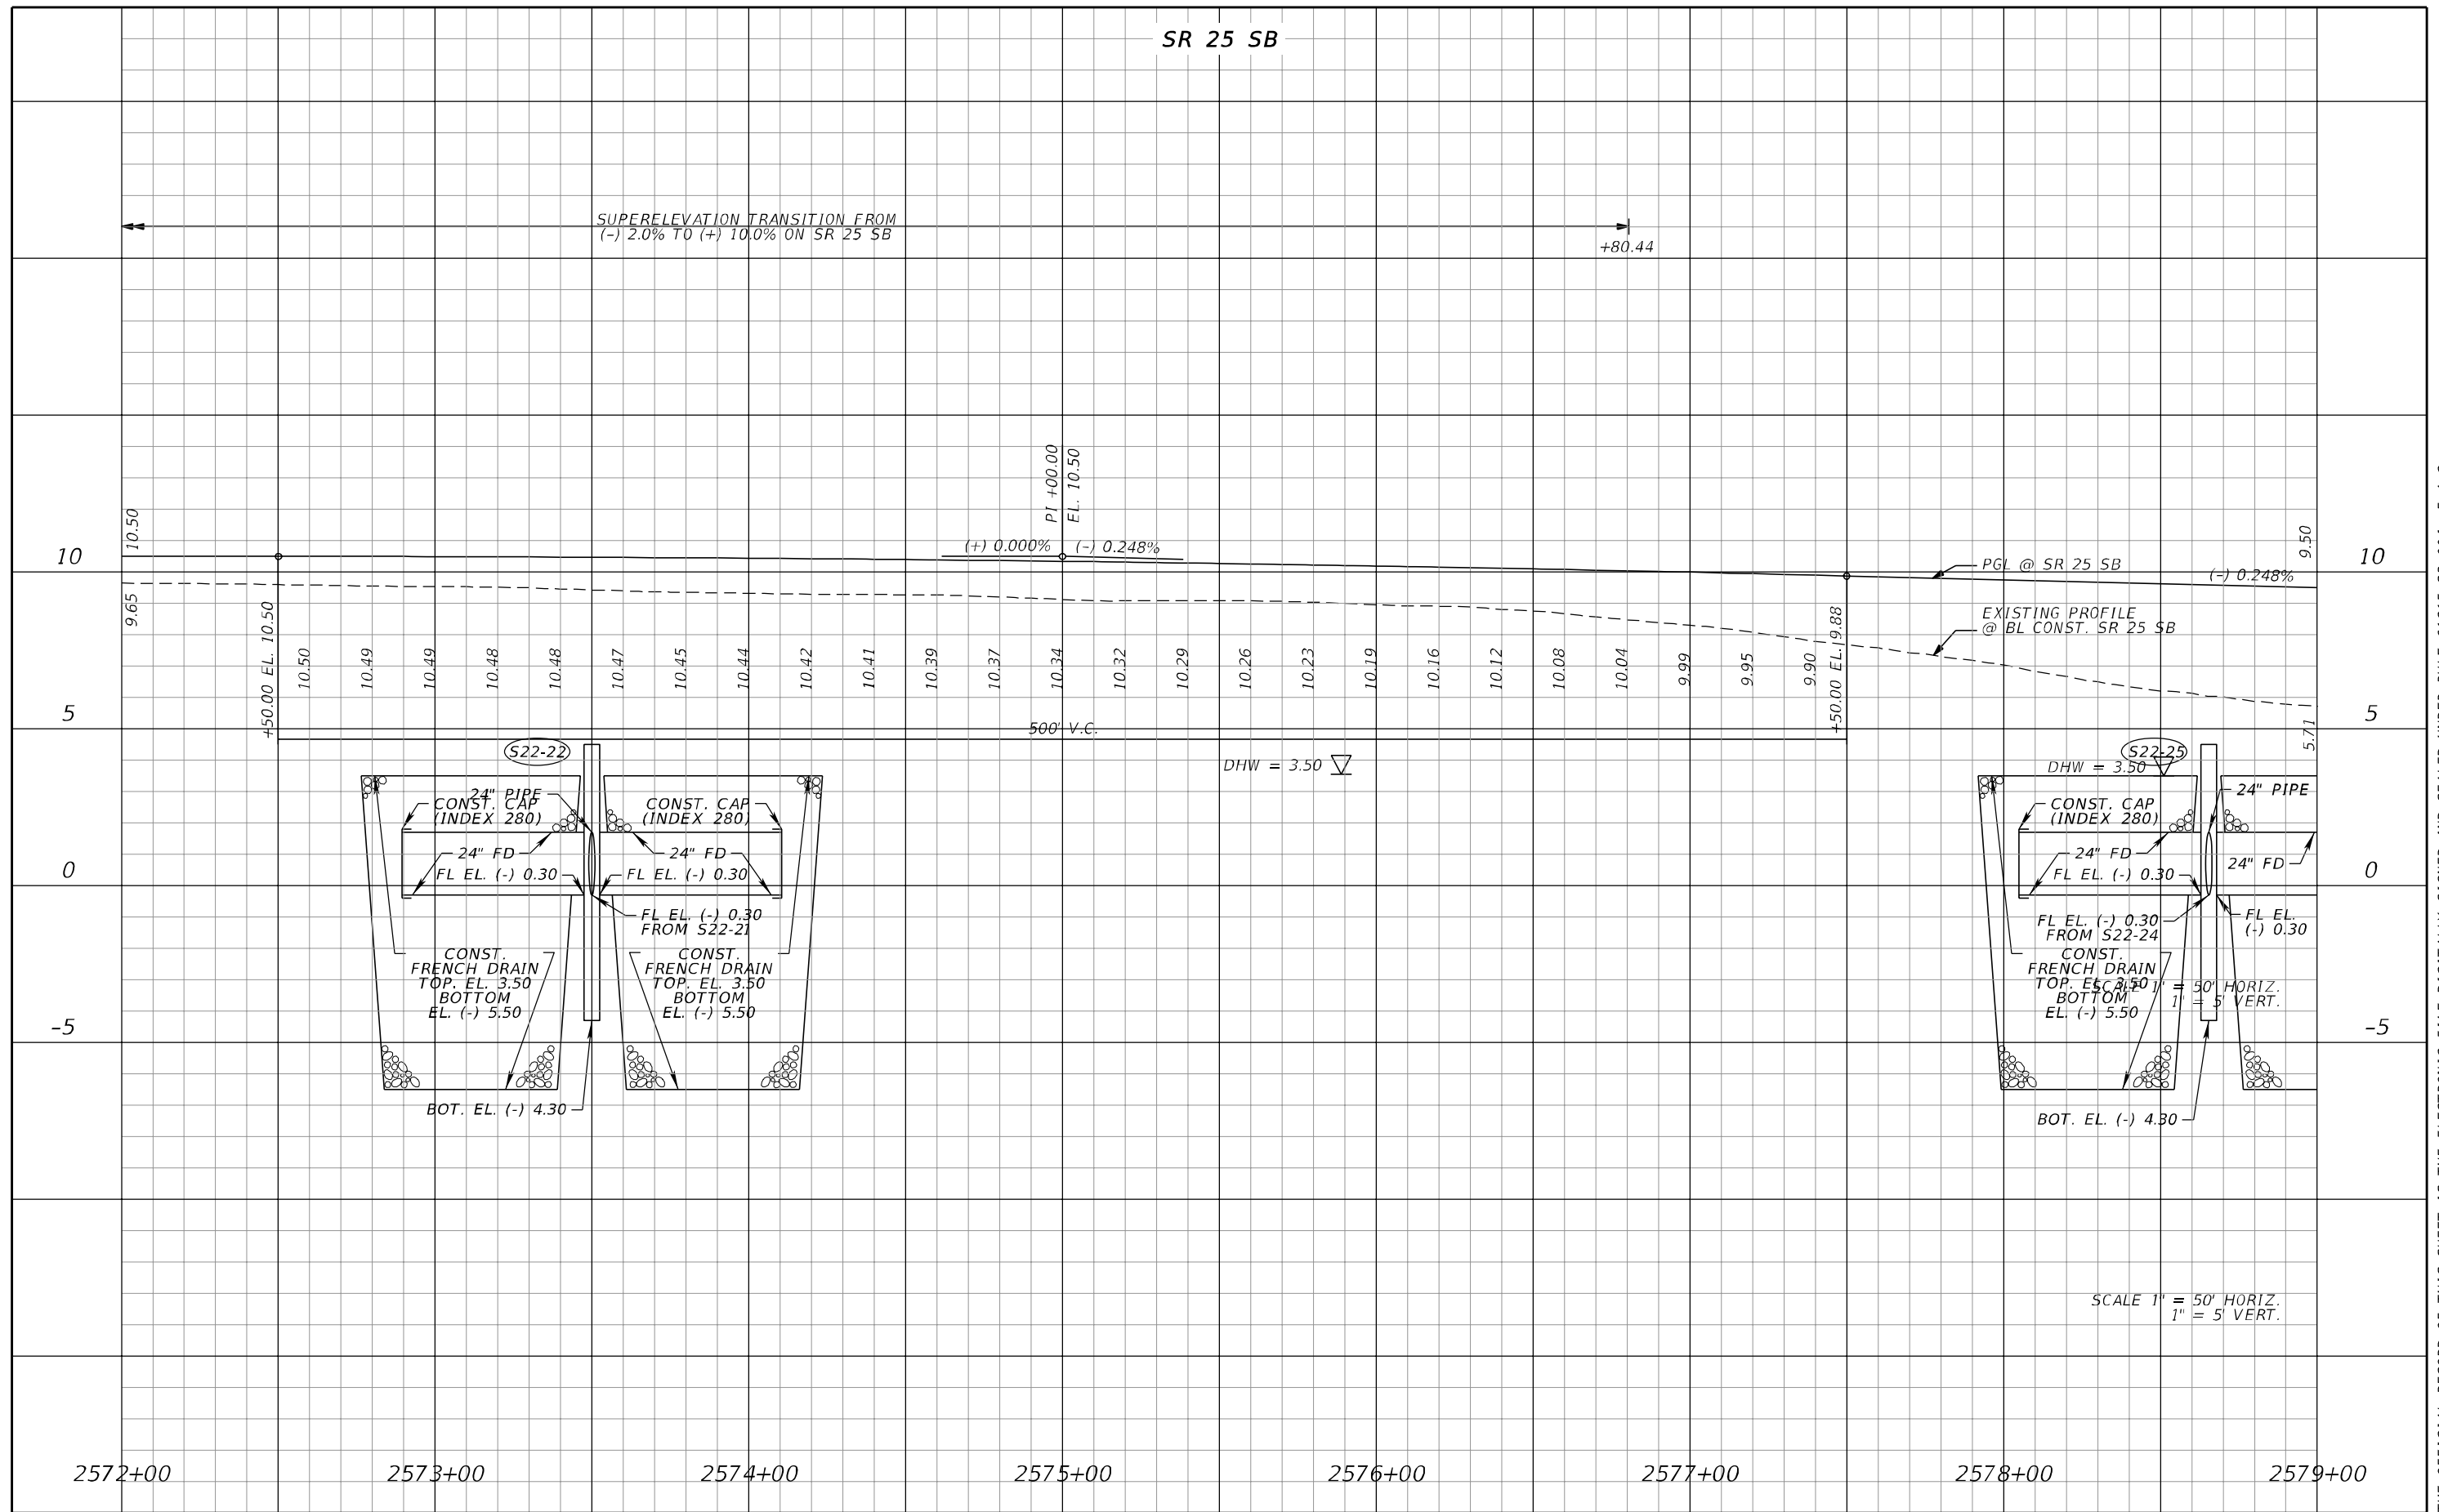 SR 25 SB
SUPERELEVATION TRANSITION FROM
(-) 2.0% TO (+) 10.0% ON SR 25 SB
+80.44
PI +00.00
EL. 10.50
10.50
(+) 0.000%
(-) 0.248%
9.50
10
10
PGL @ SR 25 SB
(-) 0.248%
9.65
EXISTING PROFILE
@ BL CONST. SR 25 SB
+50.00 EL. 10.50
10.50
10.49
10.49
10.48
10.48
10.47
10.45
10.44
10.42
10.41
10.39
10.37
10.34
10.32
10.29
10.26
10.23
10.19
10.16
10.12
10.08
10.04
9.99
9.95
9.90
+50.00 EL. 9.88
5
5
5.71
500' V.C.
S22-22
DHW = 3.50
S22-25
DHW = 3.50
24" PIPE
CONST. CAP
(INDEX 280)
CONST. CAP
(INDEX 280)
24" PIPE
CONST. CAP
(INDEX 280)
24" FD
24" FD
24" FD
24" FD
0
0
FL EL. (-) 0.30
FL EL. (-) 0.30
FL EL. (-) 0.30
FL EL. (-) 0.30
FROM S22-21
FL EL. (-) 0.30
FROM S22-24
FL EL.
(-) 0.30
CONST.
FRENCH DRAIN
TOP. EL. 3.50
BOTTOM
EL. (-) 5.50
CONST.
FRENCH DRAIN
TOP. EL. 3.50
BOTTOM
EL. (-) 5.50
CONST.
FRENCH DRAIN
TOP. EL. 3.50
BOTTOM
EL. (-) 5.50
SCALE 1" = 50' HORIZ.
1" = 5' VERT.
-5
-5
BOT. EL. (-) 4.30
BOT. EL. (-) 4.30
SCALE 1" = 50' HORIZ.
1" = 5' VERT.
2572+00
2573+00
2574+00
2575+00
2576+00
2577+00
2578+00
2579+00